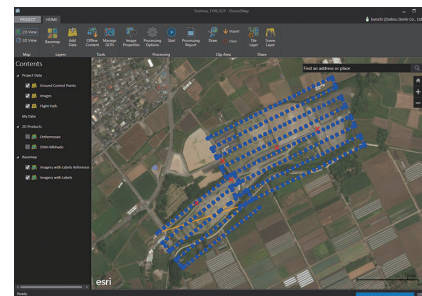 PROJECT HOME
2D View
3D View
Basemap
Add Data
Offline Content
Manage GCPs
Image Properties
Processing Options
Start
Processing Report
Draw
Import
Tile Layer
Scene Layer
Map Layers Tools Processing Clip Area Share
Contents
Find an address or place
Project Data
Ground Control Points
Images
Flight Path
My Data
2D Products
Orthomosaic
DSM Hillshade
Basemap
Imagery with Labels Reference
Imagery with Labels
esri
Ready